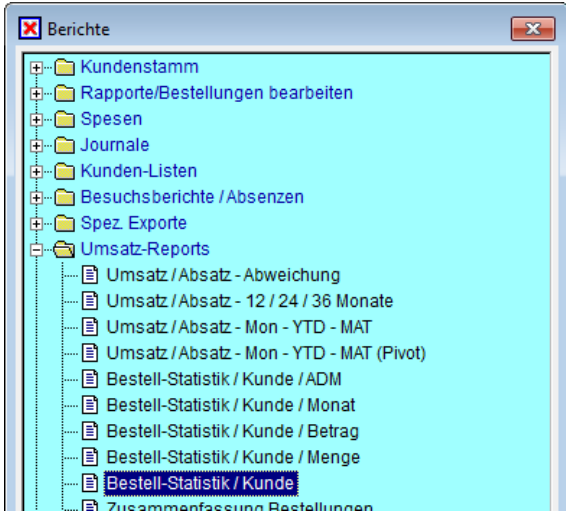 Berichte
Kundenstamm
Rapporte/Bestellungen bearbeiten
Spesen
Journale
Kunden-Listen
Besuchsberichte / Absenzen
Spez. Exporte
Umsatz-Reports
Umsatz / Absatz - Abweichung
Umsatz / Absatz - 12 / 24 / 36 Monate
Umsatz / Absatz - Mon - YTD - MAT
Umsatz / Absatz - Mon - YTD - MAT (Pivot)
Bestell-Statistik / Kunde / ADM
Bestell-Statistik / Kunde / Monat
Bestell-Statistik / Kunde / Betrag
Bestell-Statistik / Kunde / Menge
Bestell-Statistik / Kunde
Zusammenfassung Bestellungen